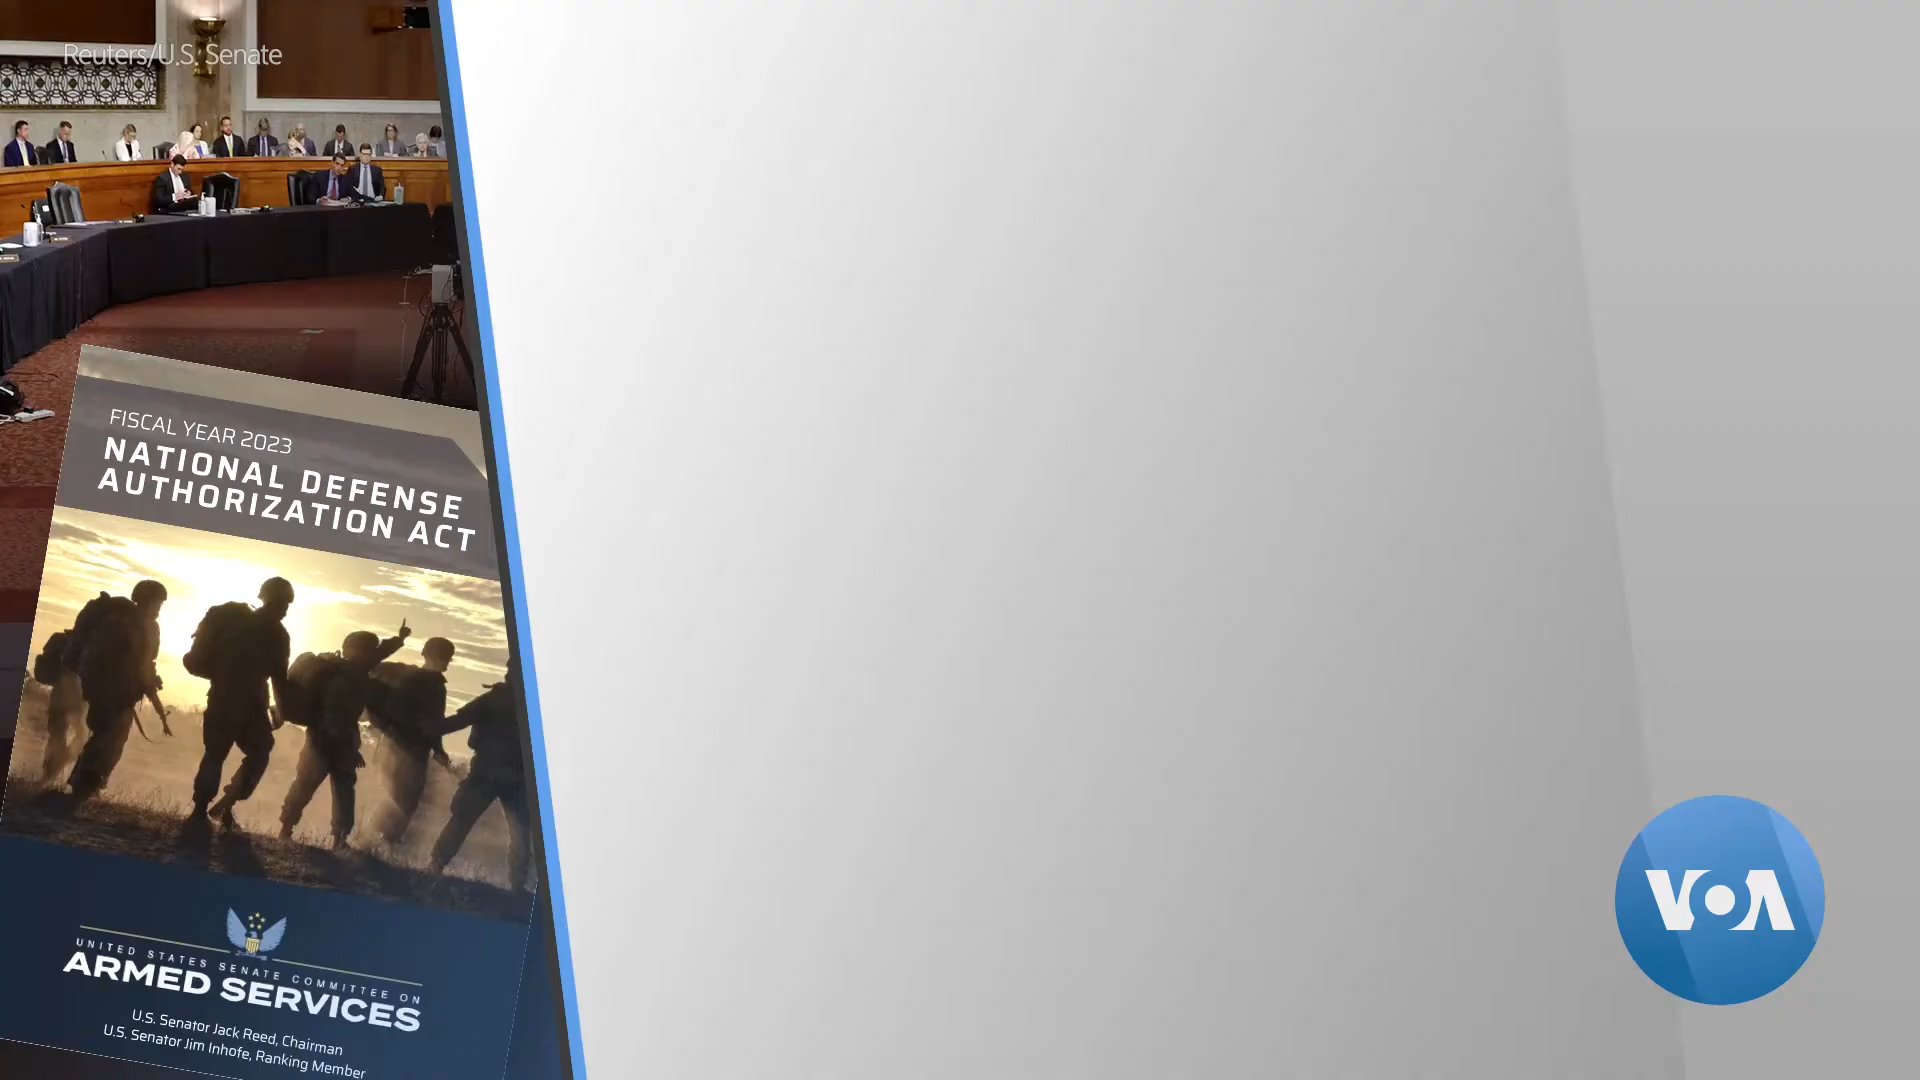 Reuters/U.S. Senate
FISCAL YEAR 2023
NATIONAL DEFENSE
AUTHORIZATION ACT
UNITED STATES SENATE COMMITTEE ON
ARMED SERVICES
U.S. Senator Jack Reed, Chairman
U.S. Senator Jim Inhofe, Ranking Member
VOA